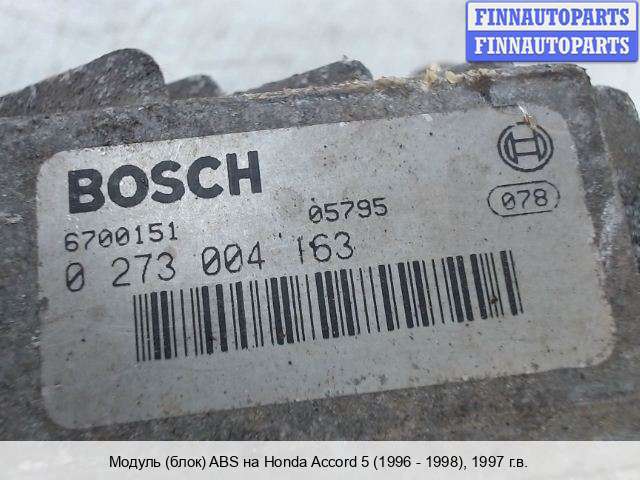 FINNAUTOPARTS
FINNAUTOPARTS
BOSCH
6700151 05795
078
0 273 004 163
Модуль (блок) ABS на Honda Accord 5 (1996 - 1998), 1997 г.в.